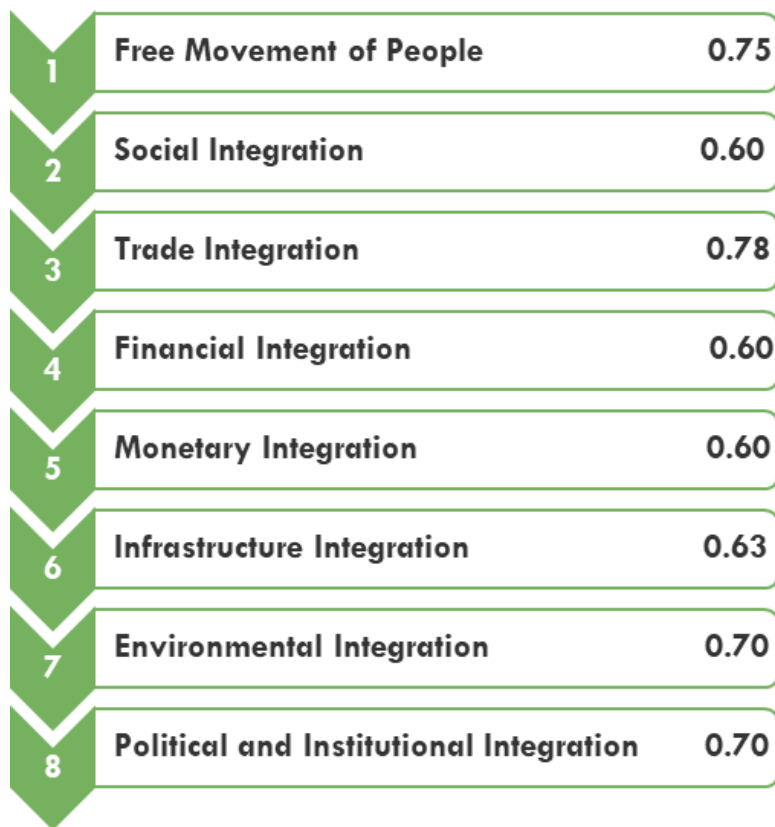 1 Free Movement of People 0.75
2 Social Integration 0.60
3 Trade Integration 0.78
4 Financial Integration 0.60
5 Monetary Integration 0.60
6 Infrastructure Integration 0.63
7 Environmental Integration 0.70
8 Political and Institutional Integration 0.70